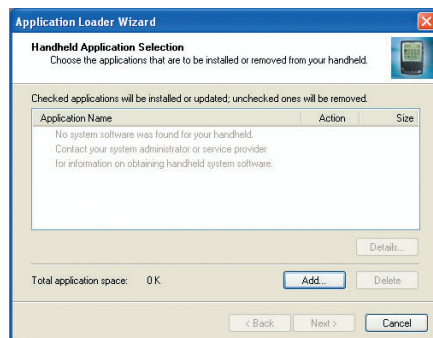 Application Loader Wizard
Handheld Application Selection
Choose the applications that are to be installed or removed from your handheld.
Checked applications will be installed or updated; unchecked ones will be removed.
Application Name Action Size
No system software was found for your handheld.
Contact your system administrator or service provider
for information on obtaining handheld system software.
Details...
Total application space: 0 K Add... Delete
< Back Next > Cancel